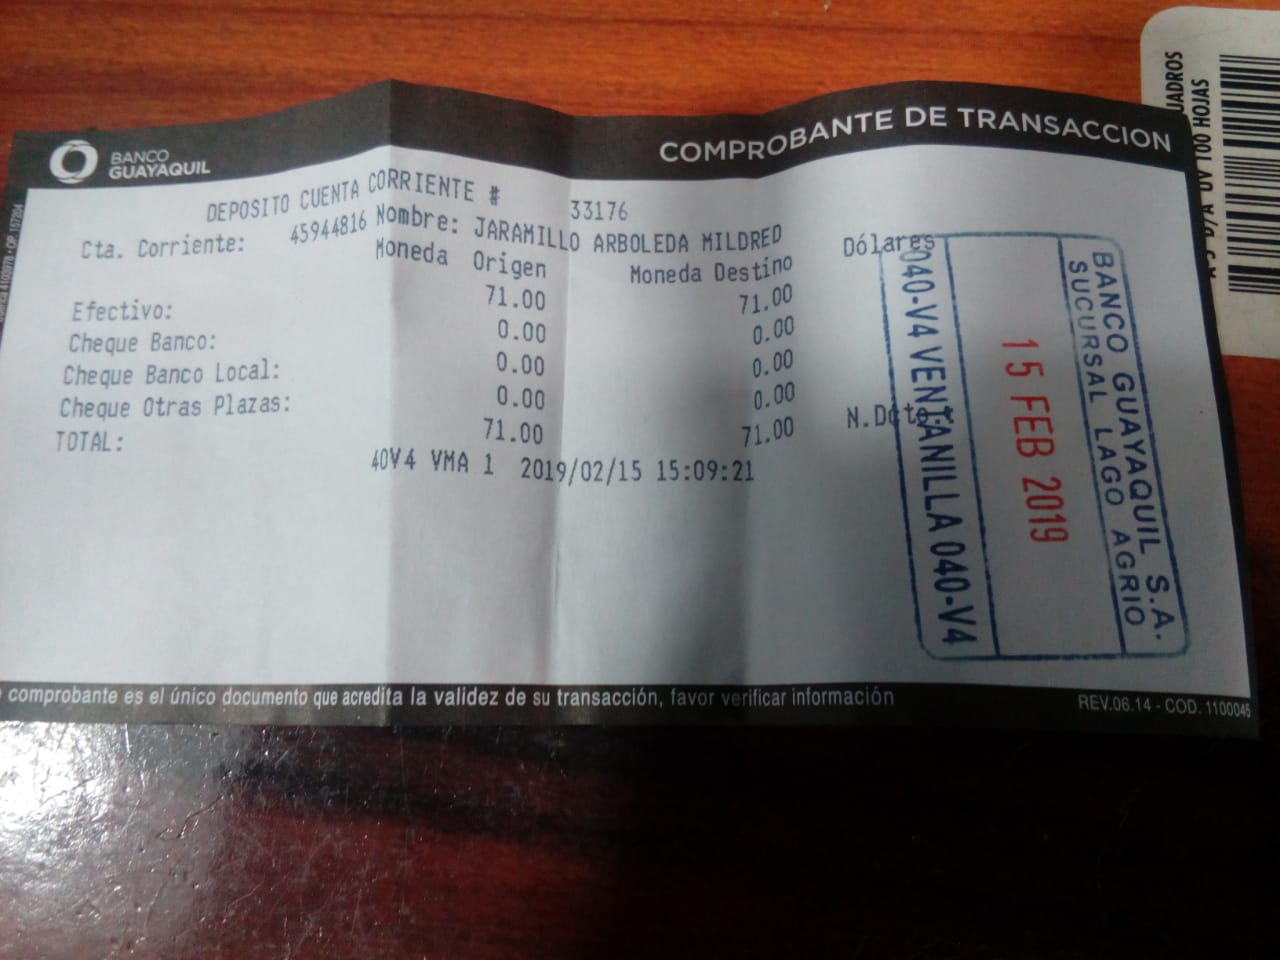 BANCO
GUAYAQUIL
COMPROBANTE DE TRANSACCION
DEPOSITO CUENTA CORRIENTE # 33176
Cta. Corriente: 45944816 Nombre: JARAMILLO ARBOLEDA MILDRED Dólares
Moneda Origen Moneda Destino
Efectivo: 71.00 71.00
Cheque Banco: 0.00 0.00
Cheque Banco Local: 0.00 0.00
Cheque Otras Plazas: 0.00 0.00
TOTAL: 71.00 71.00 N.Dcts:
40V4 VMA 1 2019/02/15 15:09:21
BANCO GUAYAQUIL S.A.
SUCURSAL LAGO AGRIO
15 FEB 2019
040-V4 VENTANILLA 040-V4
comprobante es el único documento que acredita la validez de su transacción, favor verificar información
REV.06.14 - COD. 1100045
100 HOJAS